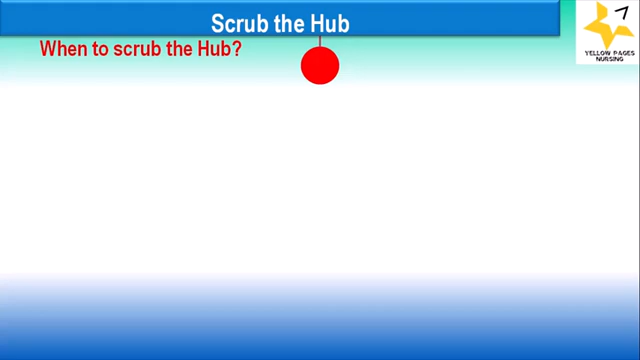 Scrub the Hub
When to scrub the Hub?
YELLOW PAGES
NURSING